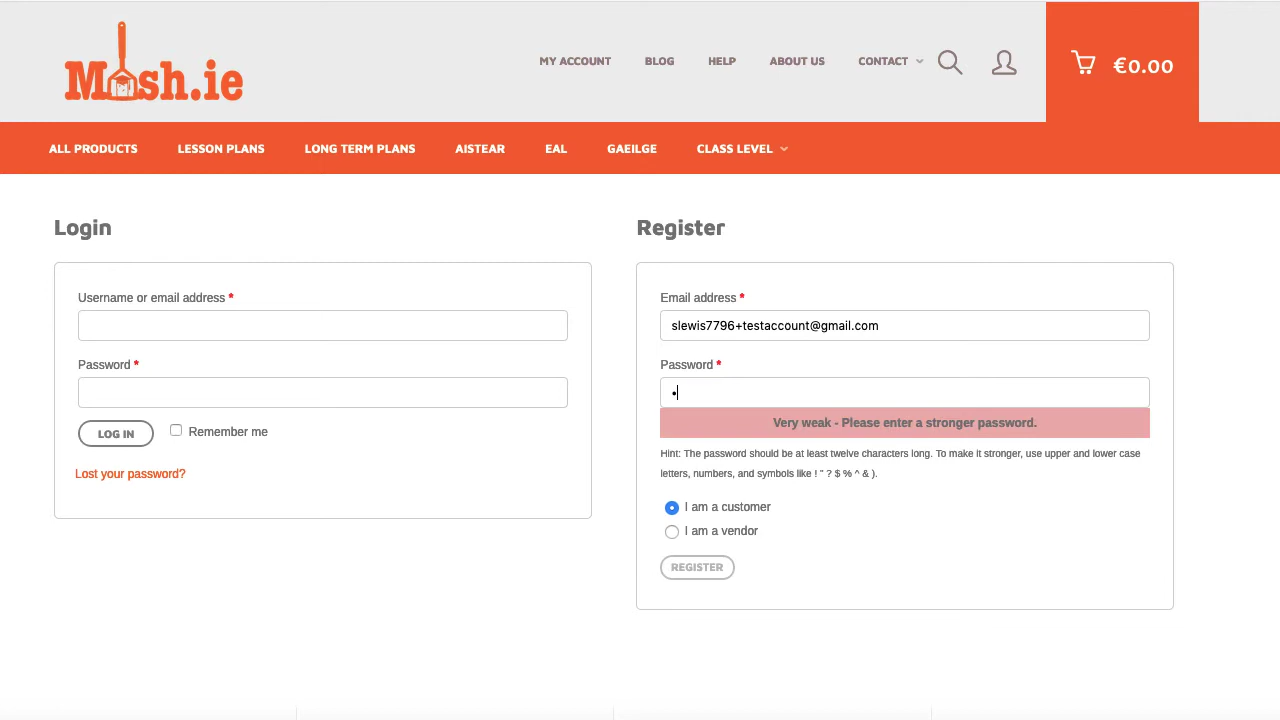 Mash.ie
MY ACCOUNT BLOG HELP ABOUT US CONTACT
€0.00
ALL PRODUCTS LESSON PLANS LONG TERM PLANS AISTEAR EAL GAEILGE CLASS LEVEL
Login
Username or email address *
Password *
LOG IN Remember me
Lost your password?
Register
Email address *
slewis7796+testaccount@gmail.com
Password *
•
Very weak - Please enter a stronger password.
Hint: The password should be at least twelve characters long. To make it stronger, use upper and lower case
letters, numbers, and symbols like ! " ? $ % ^ & ).
I am a customer
I am a vendor
REGISTER